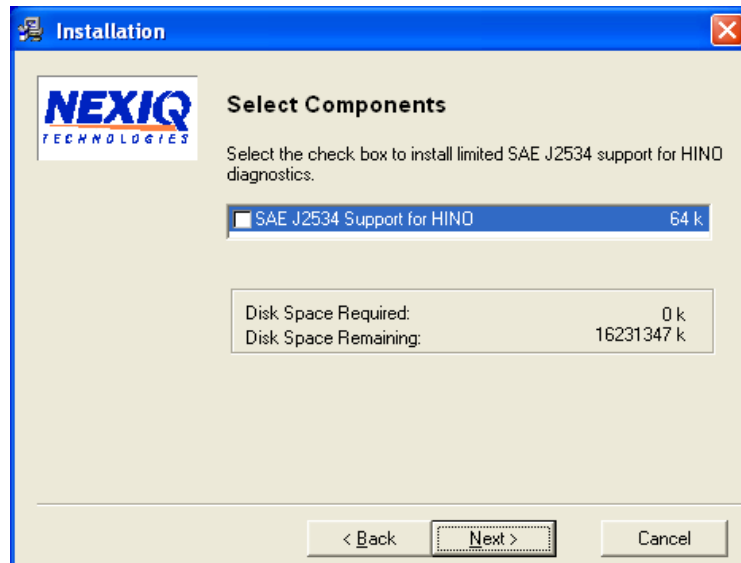 Installation
NEXIQ
TECHNOLOGIES
Select Components
Select the check box to install limited SAE J2534 support for HINO
diagnostics.
SAE J2534 Support for HINO 64 k
Disk Space Required: 0 k
Disk Space Remaining: 16231347 k
< Back Next > Cancel